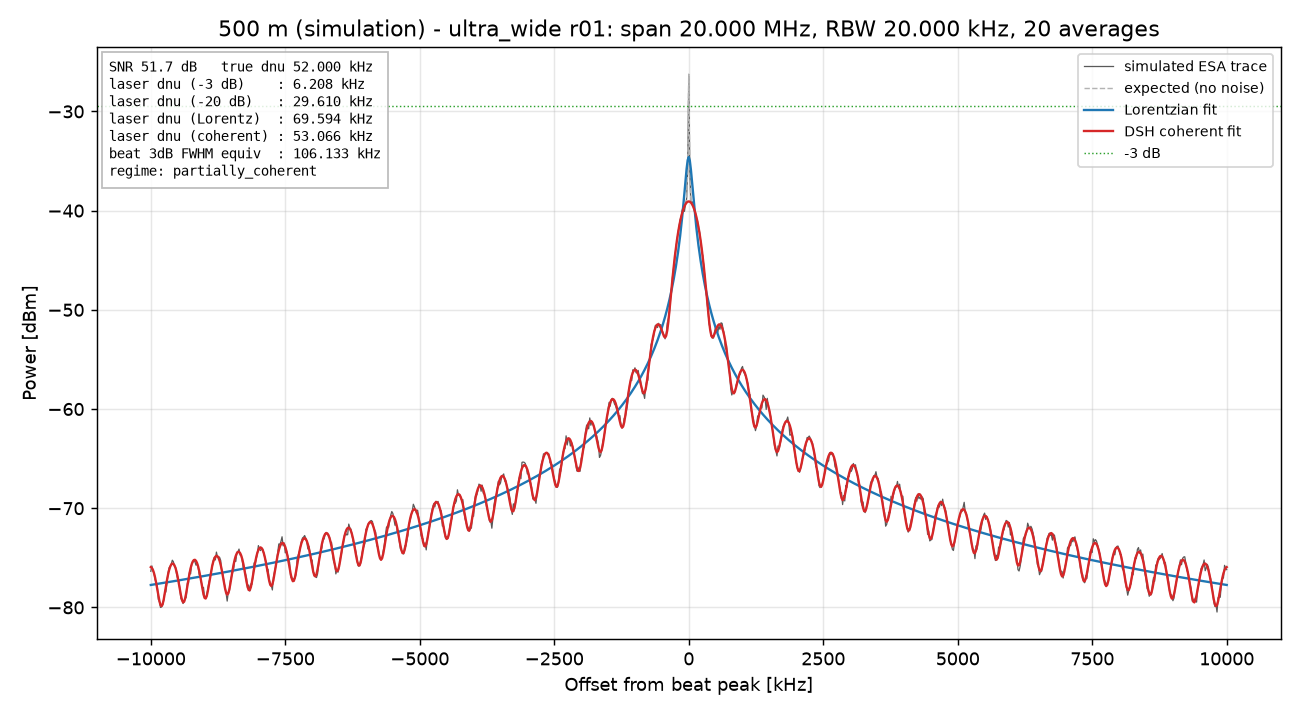 500 m (simulation) - ultra_wide r01: span 20.000 MHz, RBW 20.000 kHz, 20 averages
SNR 51.7 dB   true dnu 52.000 kHz
laser dnu (-3 dB)    : 6.208 kHz
laser dnu (-20 dB)   : 29.610 kHz
laser dnu (Lorentz)  : 69.594 kHz
laser dnu (coherent) : 53.066 kHz
beat 3dB FWHM equiv  : 106.133 kHz
regime: partially_coherent
simulated ESA trace
expected (no noise)
Lorentzian fit
DSH coherent fit
-3 dB
Power [dBm]
−30
−40
−50
−60
−70
−80
−10000
−7500
−5000
−2500
0
2500
5000
7500
10000
Offset from beat peak [kHz]